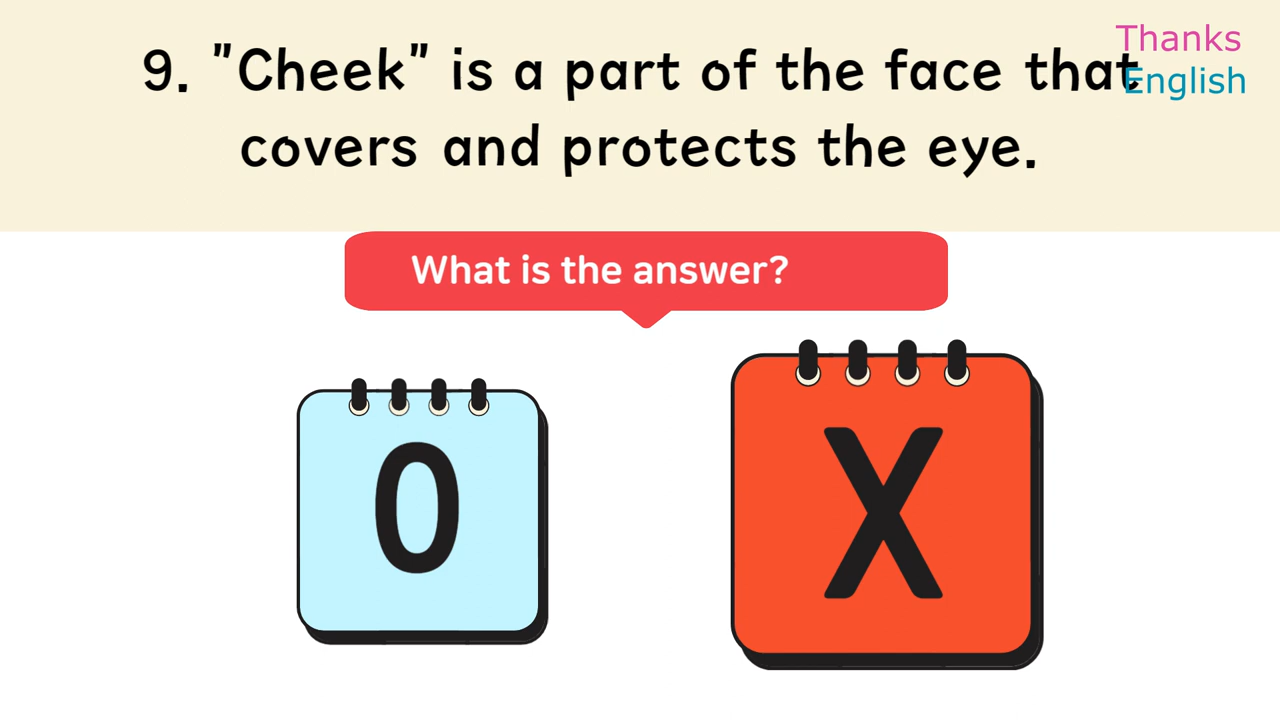 9. "Cheek" is a part of the face that
covers and protects the eye.
Thanks
English
What is the answer?
O
X